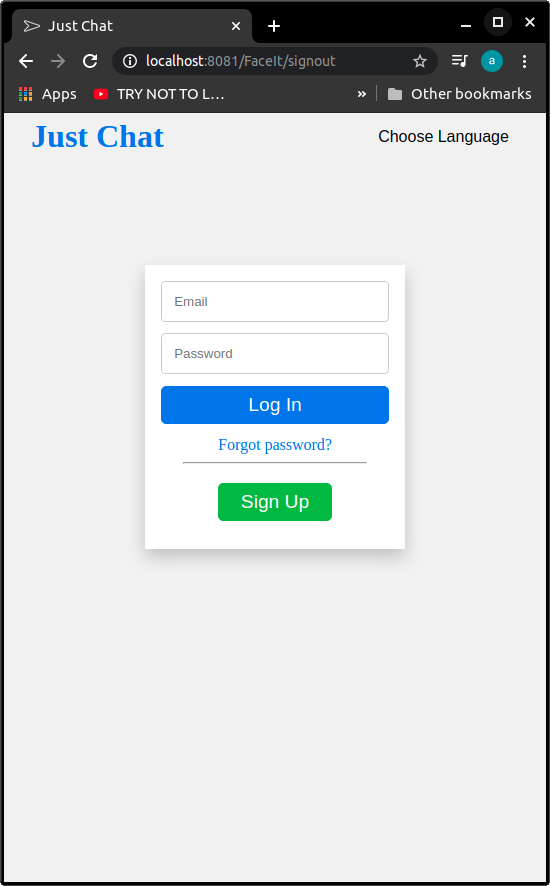 Just Chat
localhost:8081/FaceIt/signout
a
Apps
TRY NOT TO L...
»
Other bookmarks
Just Chat
Choose Language
Email
Password
Log In
Forgot password?
Sign Up